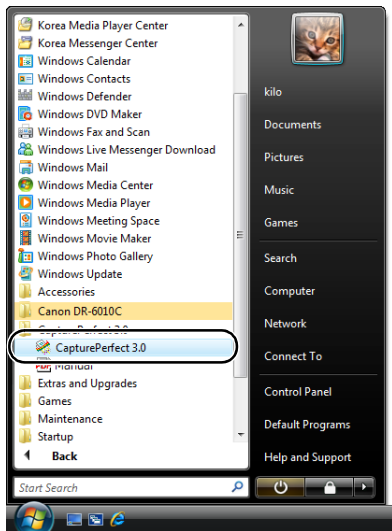 Korea Media Player Center
Korea Messenger Center
Windows Calendar
Windows Contacts
Windows Defender
Windows DVD Maker
Windows Fax and Scan
Windows Live Messenger Download
Windows Mail
Windows Media Center
Windows Media Player
Windows Meeting Space
Windows Movie Maker
Windows Photo Gallery
Windows Update
Accessories
Canon DR-6010C
CapturePerfect 3.0
CapturePerfect 3.0
Manual
Extras and Upgrades
Games
Maintenance
Startup
Back
Start Search
kilo
Documents
Pictures
Music
Games
Search
Computer
Network
Connect To
Control Panel
Default Programs
Help and Support